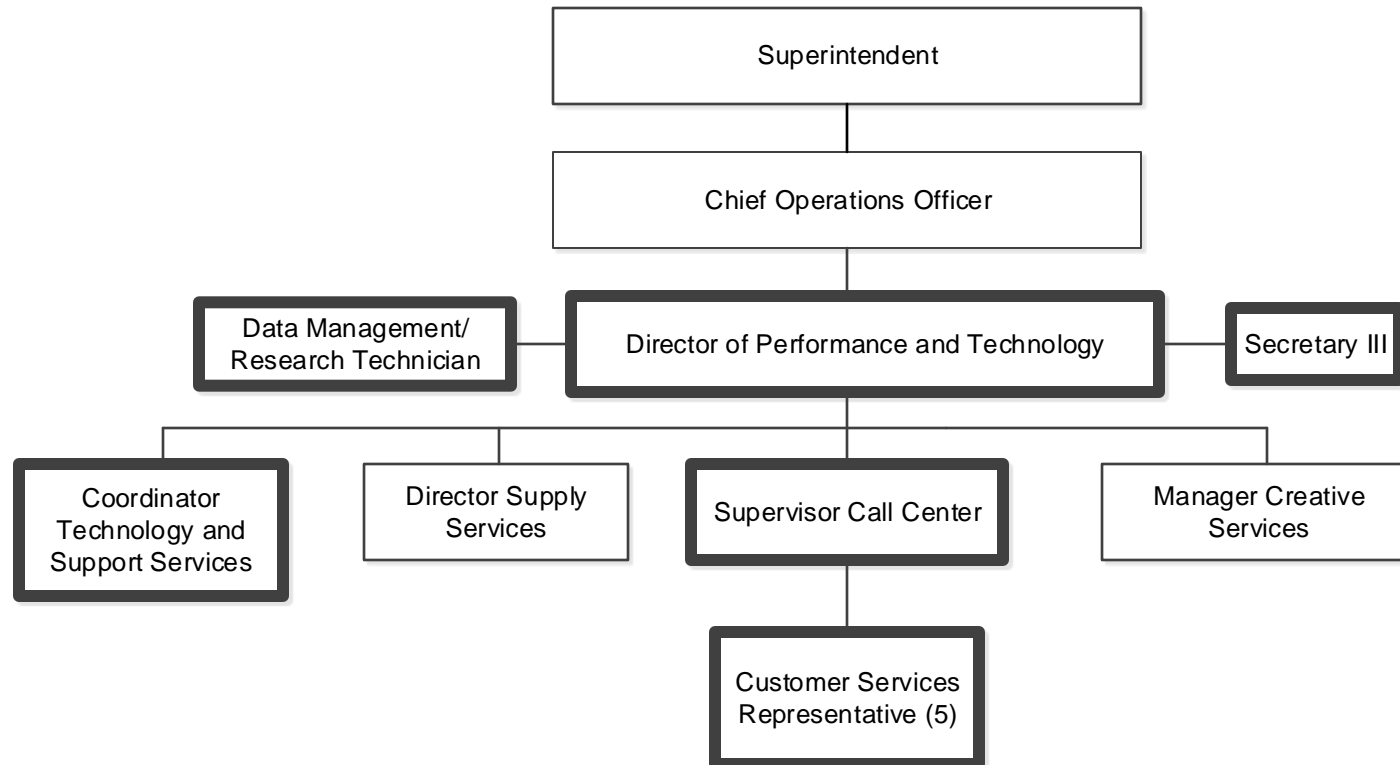 Superintendent
Chief Operations Officer
Data Management/
Research Technician
Director of Performance and Technology
Secretary III
Coordinator
Technology and
Support Services
Director Supply
Services
Supervisor Call Center
Manager Creative
Services
Customer Services
Representative (5)